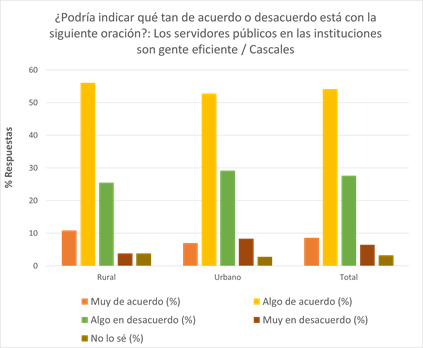 ¿Podría indicar qué tan de acuerdo o desacuerdo está con la
siguiente oración?: Los servidores públicos en las instituciones
son gente eficiente / Cascales
% Respuestas
60
50
40
30
20
10
0
Rural
Urbano
Total
Muy de acuerdo (%)
Algo de acuerdo (%)
Algo en desacuerdo (%)
Muy en desacuerdo (%)
No lo sé (%)